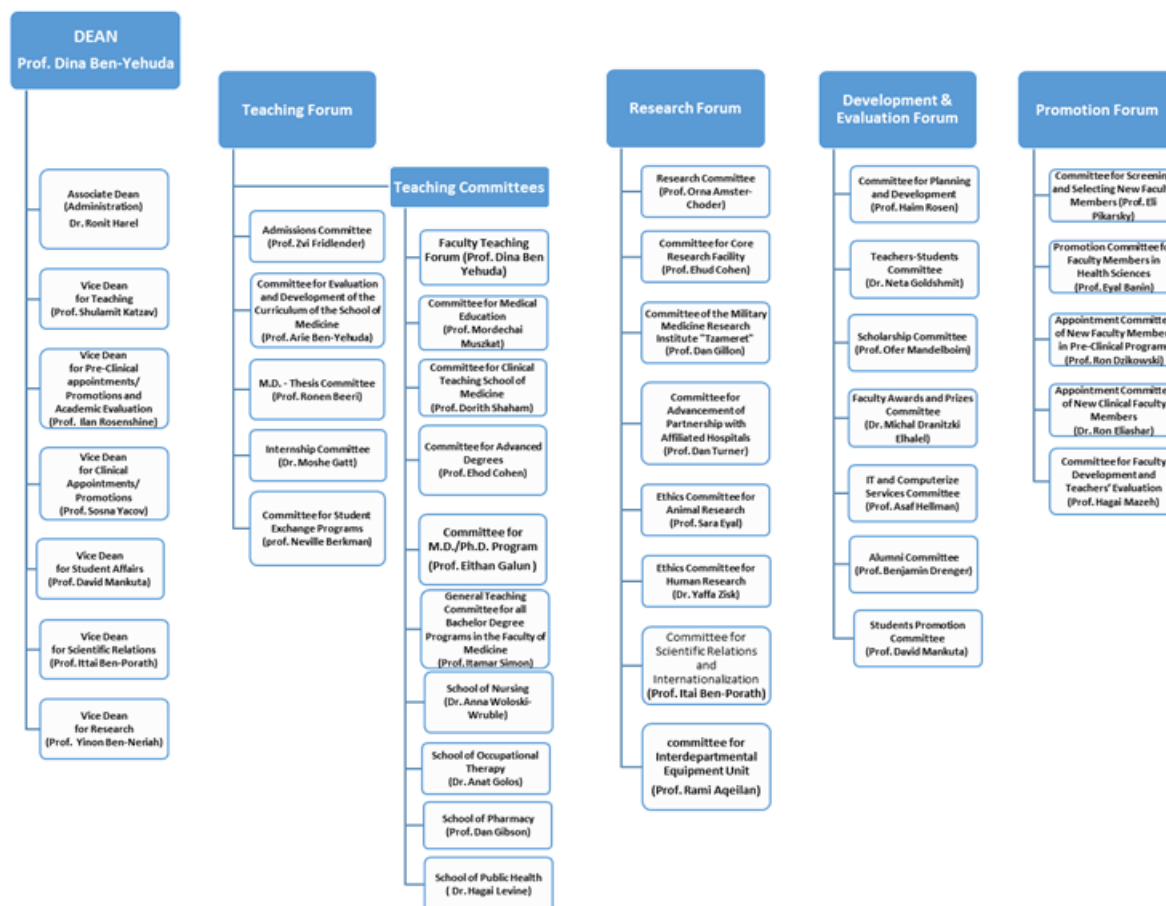 DEAN
Prof. Dina Ben-Yehuda
Associate Dean
(Administration)
Dr. Ronit Harel
Vice Dean
for Teaching
(Prof. Shulamit Katzav)
Vice Dean
for Pre-Clinical
appointments/
Promotions and
Academic Evaluation
(Prof. Ilan Rosenshine)
Vice Dean
for Clinical
Appointments/
Promotions
(Prof. Sosna Yacov)
Vice Dean
for Student Affairs
(Prof. David Mankuta)
Vice Dean
for Scientific Relations
(Prof. Ittai Ben-Porath)
Vice Dean
for Research
(Prof. Yinon Ben-Neriah)
Teaching Forum
Admissions Committee
(Prof. Zvi Fridlender)
Committee for Evaluation
and Development of the
Curriculum of the School of
Medicine
(Prof. Arie Ben-Yehuda)
M.D. - Thesis Committee
(Prof. Ronen Beeri)
Internship Committee
(Dr. Moshe Gatt)
Committee for Student
Exchange Programs
(prof. Neville Berkman)
Teaching Committees
Faculty Teaching
Forum (Prof. Dina Ben
Yehuda)
Committee for Medical
Education
(Prof. Mordechai
Muszkat)
Committee for Clinical
Teaching School of
Medicine
(Prof. Dorith Shaham)
Committee for Advanced
Degrees
(Prof. Ehod Cohen)
Committee for
M.D./Ph.D. Program
(Prof. Eithan Galun )
General Teaching
Committee for all
Bachelor Degree
Programs in the Faculty of
Medicine
(Prof. Itamar Simon)
School of Nursing
(Dr. Anna Woloski-
Wruble)
School of Occupational
Therapy
(Dr. Anat Golos)
School of Pharmacy
(Prof. Dan Gibson)
School of Public Health
( Dr. Hagai Levine)
Research Forum
Research Committee
(Prof. Orna Amster-
Choder)
Committee for Core
Research Facility
(Prof. Ehud Cohen)
Committee of the Military
Medicine Research
Institute "Tzameret"
(Prof. Dan Gillon)
Committee for
Advancement of
Partnership with
Affiliated Hospitals
(Prof. Dan Turner)
Ethics Committee for
Animal Research
(Prof. Sara Eyal)
Ethics Committee for
Human Research
(Dr. Yaffa Zisk)
Committee for
Scientific Relations
and
Internationalization
(Prof. Itai Ben-Porath)
committee for
Interdepartmental
Equipment Unit
(Prof. Rami Aqeilan)
Development &
Evaluation Forum
Committee for Planning
and Development
(Prof. Haim Rosen)
Teachers-Students
Committee
(Dr. Neta Goldshmit)
Scholarship Committee
(Prof. Ofer Mandelboim)
Faculty Awards and Prizes
Committee
(Dr. Michal Dranitzki
Elhalel)
IT and Computerize
Services Committee
(Prof. Asaf Hellman)
Alumni Committee
(Prof. Benjamin Drenger)
Students Promotion
Committee
(Prof. David Mankuta)
Promotion Forum
Committee for Screenin
and Selecting New Facul
Members (Prof. Eli
Pikarsky)
Promotion Committee fo
Faculty Members in
Health Sciences
(Prof. Eyal Banin)
Appointment Committe
of New Faculty Member
in Pre-Clinical Program
(Prof. Ron Dzikowski)
Appointment Committe
of New Clinical Faculty
Members
(Dr. Ron Eliashar)
Committee for Faculty
Development and
Teachers' Evaluation
(Prof. Hagai Mazeh)